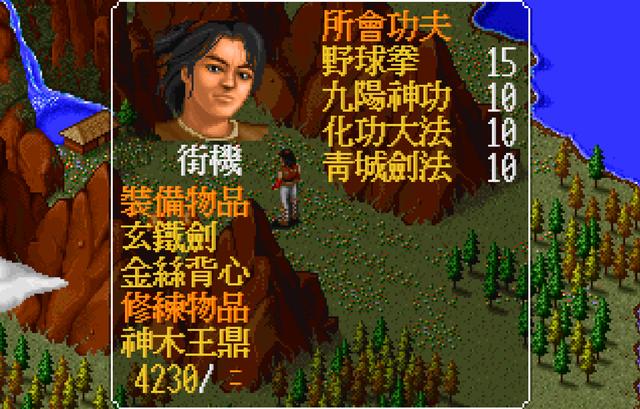 所會功夫
野球拳 15
九陽神功 10
化功大法 10
青城劍法 10
街機
裝備物品
玄鐵劍
金絲背心
修練物品
神木王鼎
4230/ =